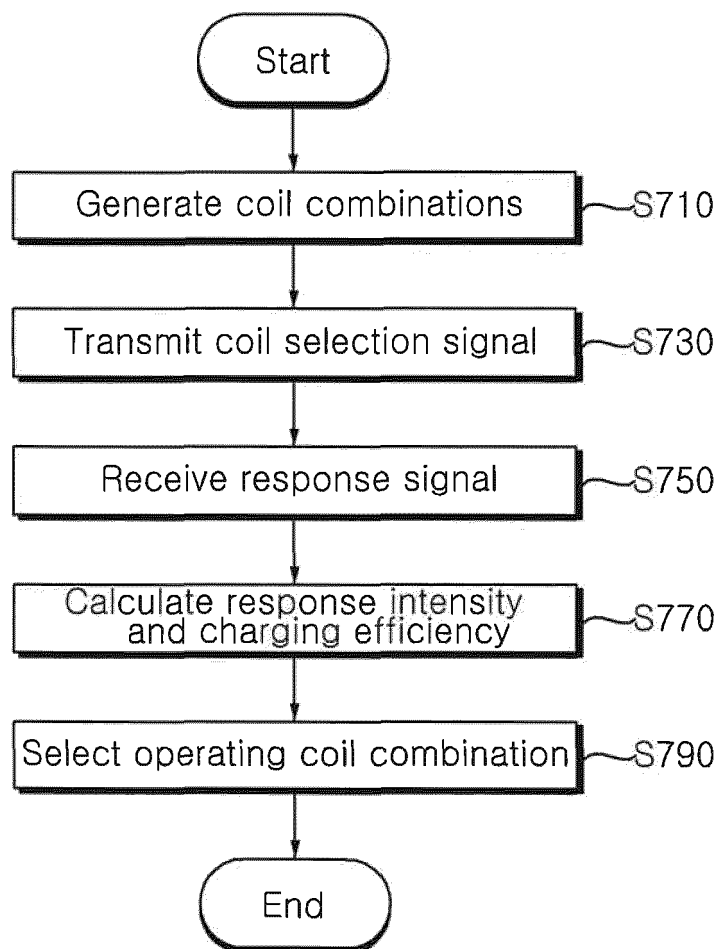 Start
Generate coil combinations S710
Transmit coil selection signal S730
Receive response signal S750
Calculate response intensity
and charging efficiency S770
Select operating coil combination S790
End